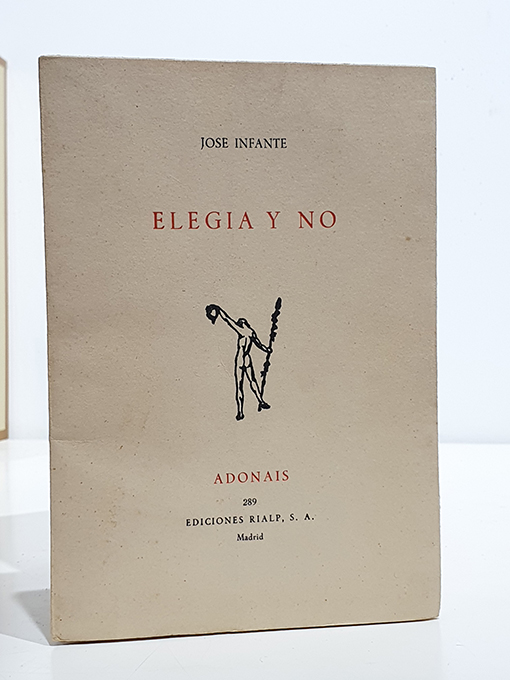 JOSE INFANTE
ELEGIA Y NO
ADONAIS
289
EDICIONES RIALP, S. A.
Madrid